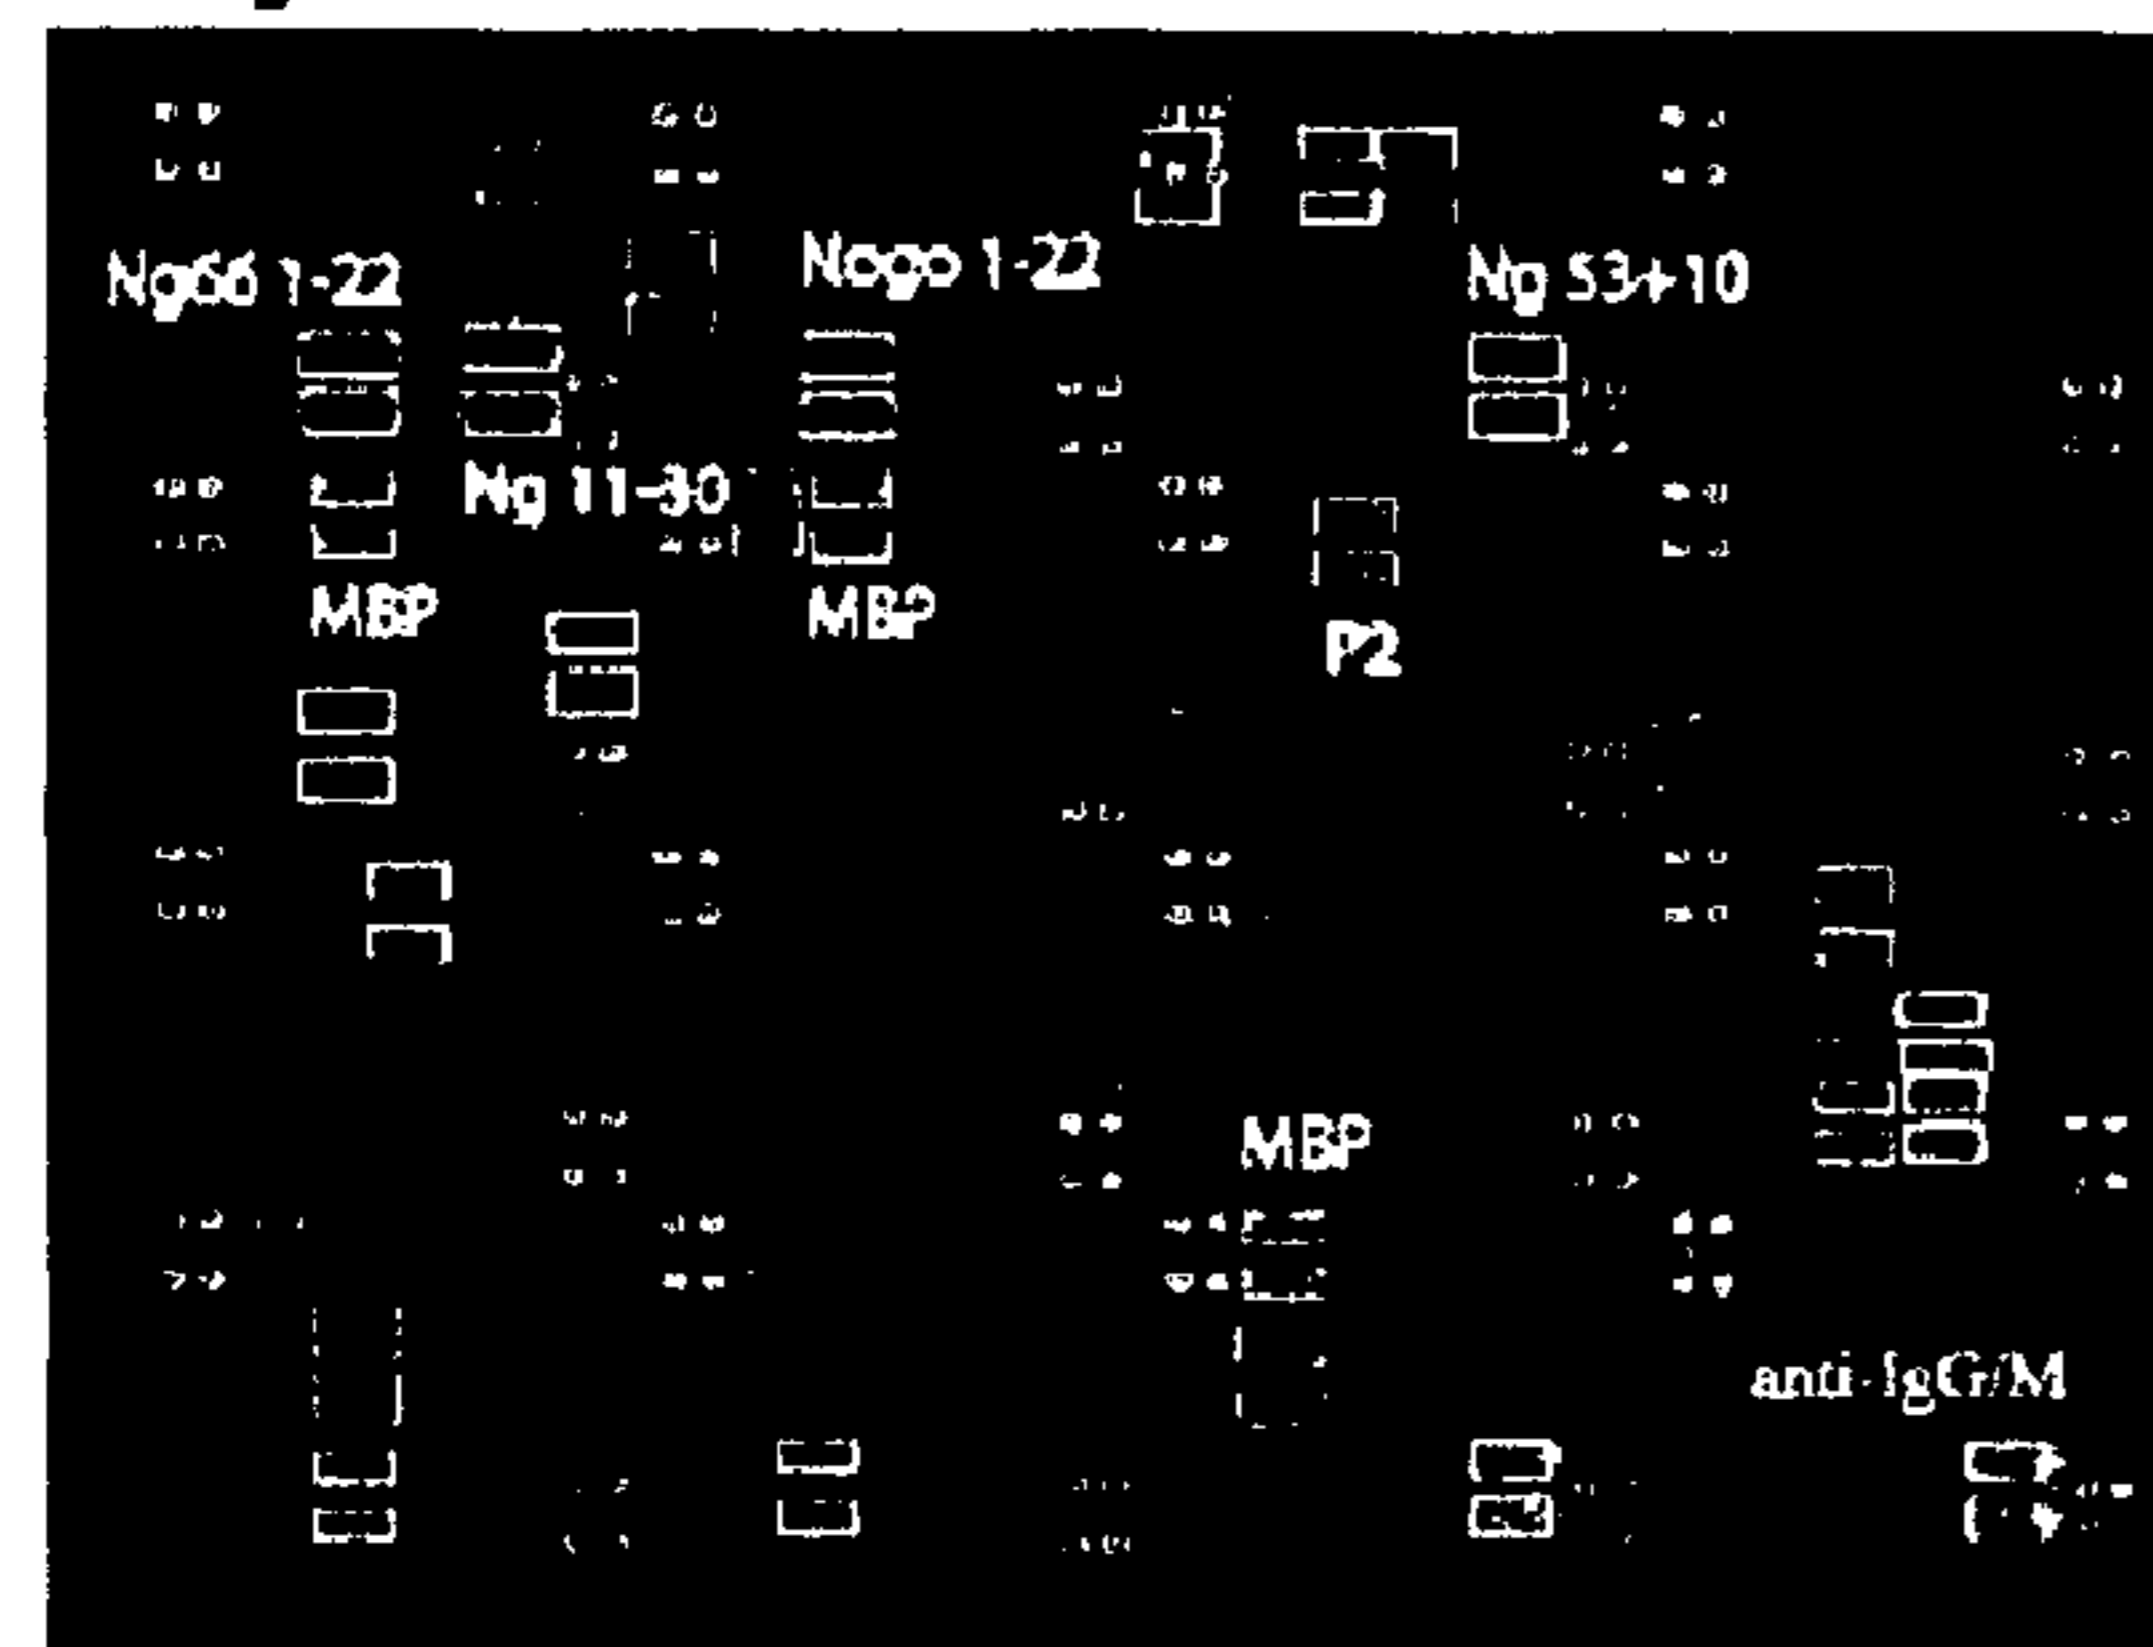 Ng66 1-22
Nogo 1-22
Ng 53+10
Ng 11-30
MBP
MBP
P2
MBP
anti-IgG/M